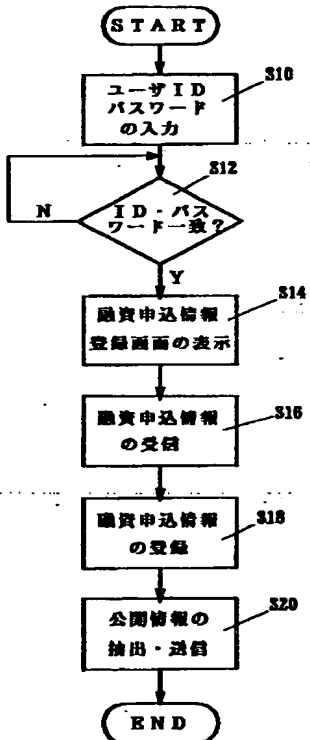 START
S10
ユーザID
パスワード
の入力
S12
ID・パス
ワード一致?
N
Y
S14
融資申込情報
登録画面の表示
S16
融資申込情報
の受信
S18
融資申込情報
の登録
S20
公開情報の
抽出・送信
END